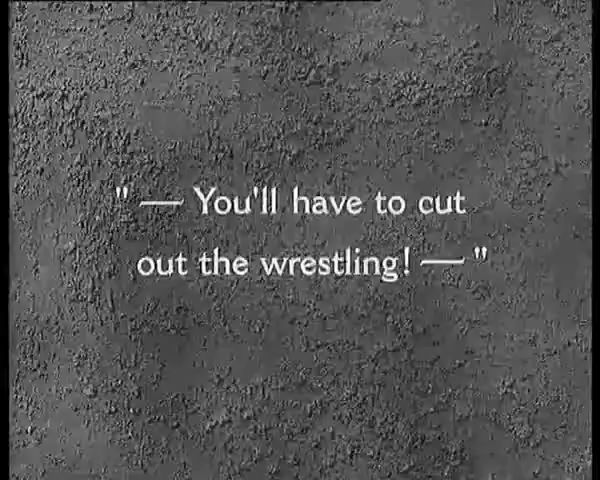 "— You'll have to cut
out the wrestling! —"